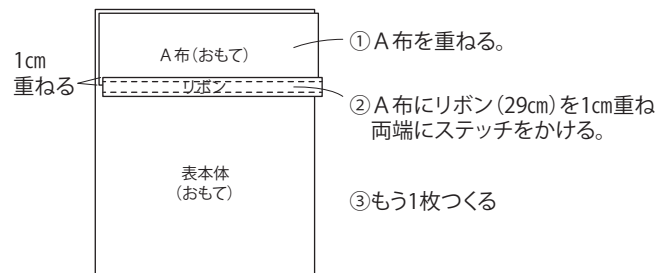 ①A布を重ねる。
A布（おもて）
1cm
重ねる
リボン
②A布にリボン（29㎝）を1㎝重ね
両端にステッチをかける。
表本体
（おもて）
③もう1枚つくる